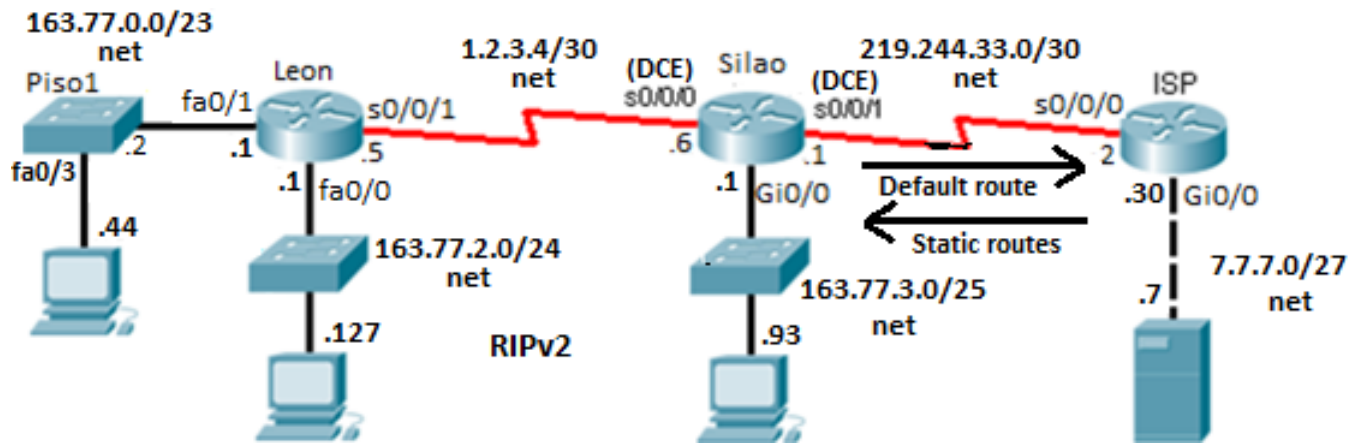 163.77.0.0/23
net
Piso1
fa0/1
Leon
s0/0/1
1.2.3.4/30
net
(DCE)
s0/0/0
Silao
(DCE)
s0/0/1
219.244.33.0/30
net
s0/0/0
ISP
.2
.1
.5
.6
.1
2
fa0/3
.1
fa0/0
.1
Gi0/0
Default route
.30
Gi0/0
Static routes
.44
163.77.2.0/24
net
163.77.3.0/25
net
7.7.7.0/27
net
.127
RIPv2
.93
.7